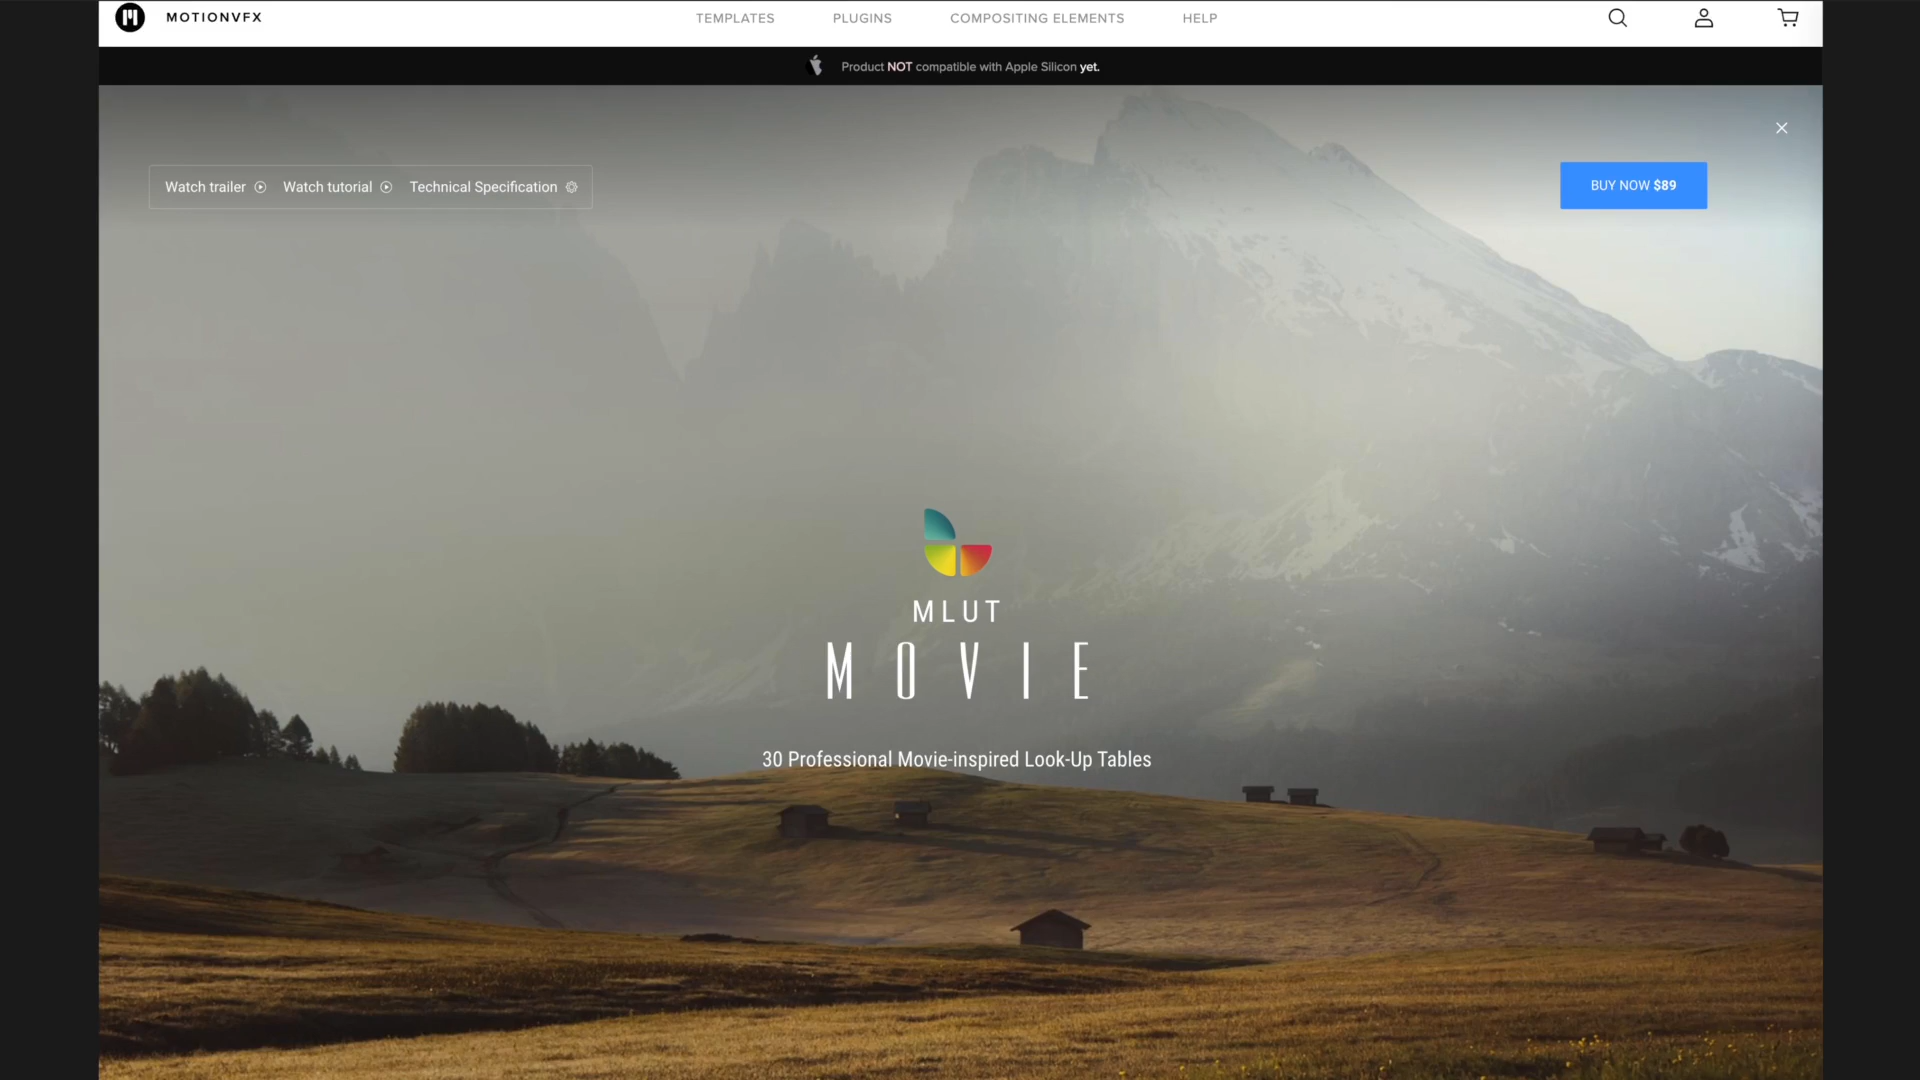 MOTIONVFX
TEMPLATES PLUGINS COMPOSITING ELEMENTS HELP
Product NOT compatible with Apple Silicon yet.
Watch trailer Watch tutorial Technical Specification
BUY NOW $89
MLUT
MOVIE
30 Professional Movie-inspired Look-Up Tables